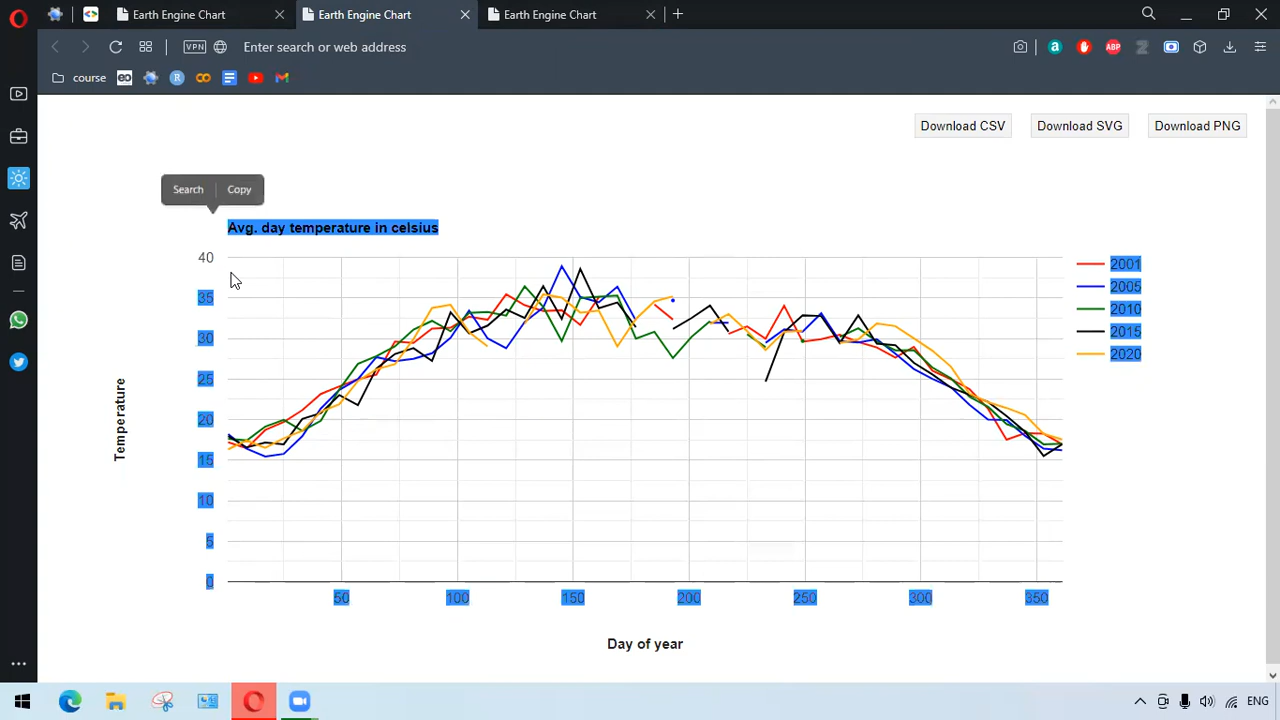 Earth Engine Chart
Earth Engine Chart
Earth Engine Chart
VPN
Enter search or web address
ABP
course
Download CSV
Download SVG
Download PNG
Search
Copy
Avg. day temperature in celsius
40
35
30
25
20
15
10
5
0
Temperature
2001
2005
2010
2015
2020
50
100
150
200
250
300
350
Day of year
ENG